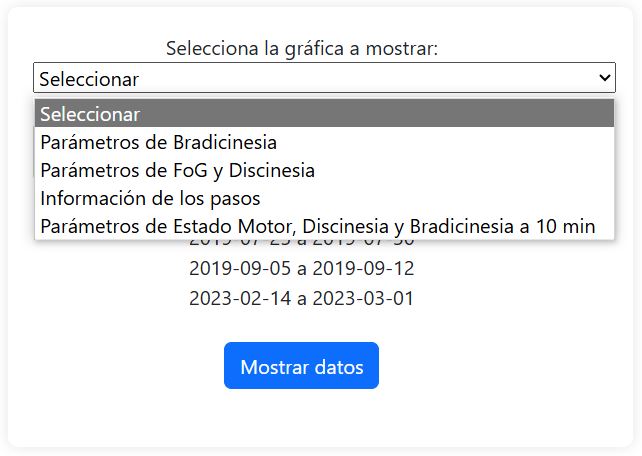 Selecciona la gráfica a mostrar:
Seleccionar
Seleccionar
Parámetros de Bradicinesia
Parámetros de FoG y Discinesia
Información de los pasos
Parámetros de Estado Motor, Discinesia y Bradicinesia a 10 min
2019-09-05 a 2019-09-12
2023-02-14 a 2023-03-01
Mostrar datos